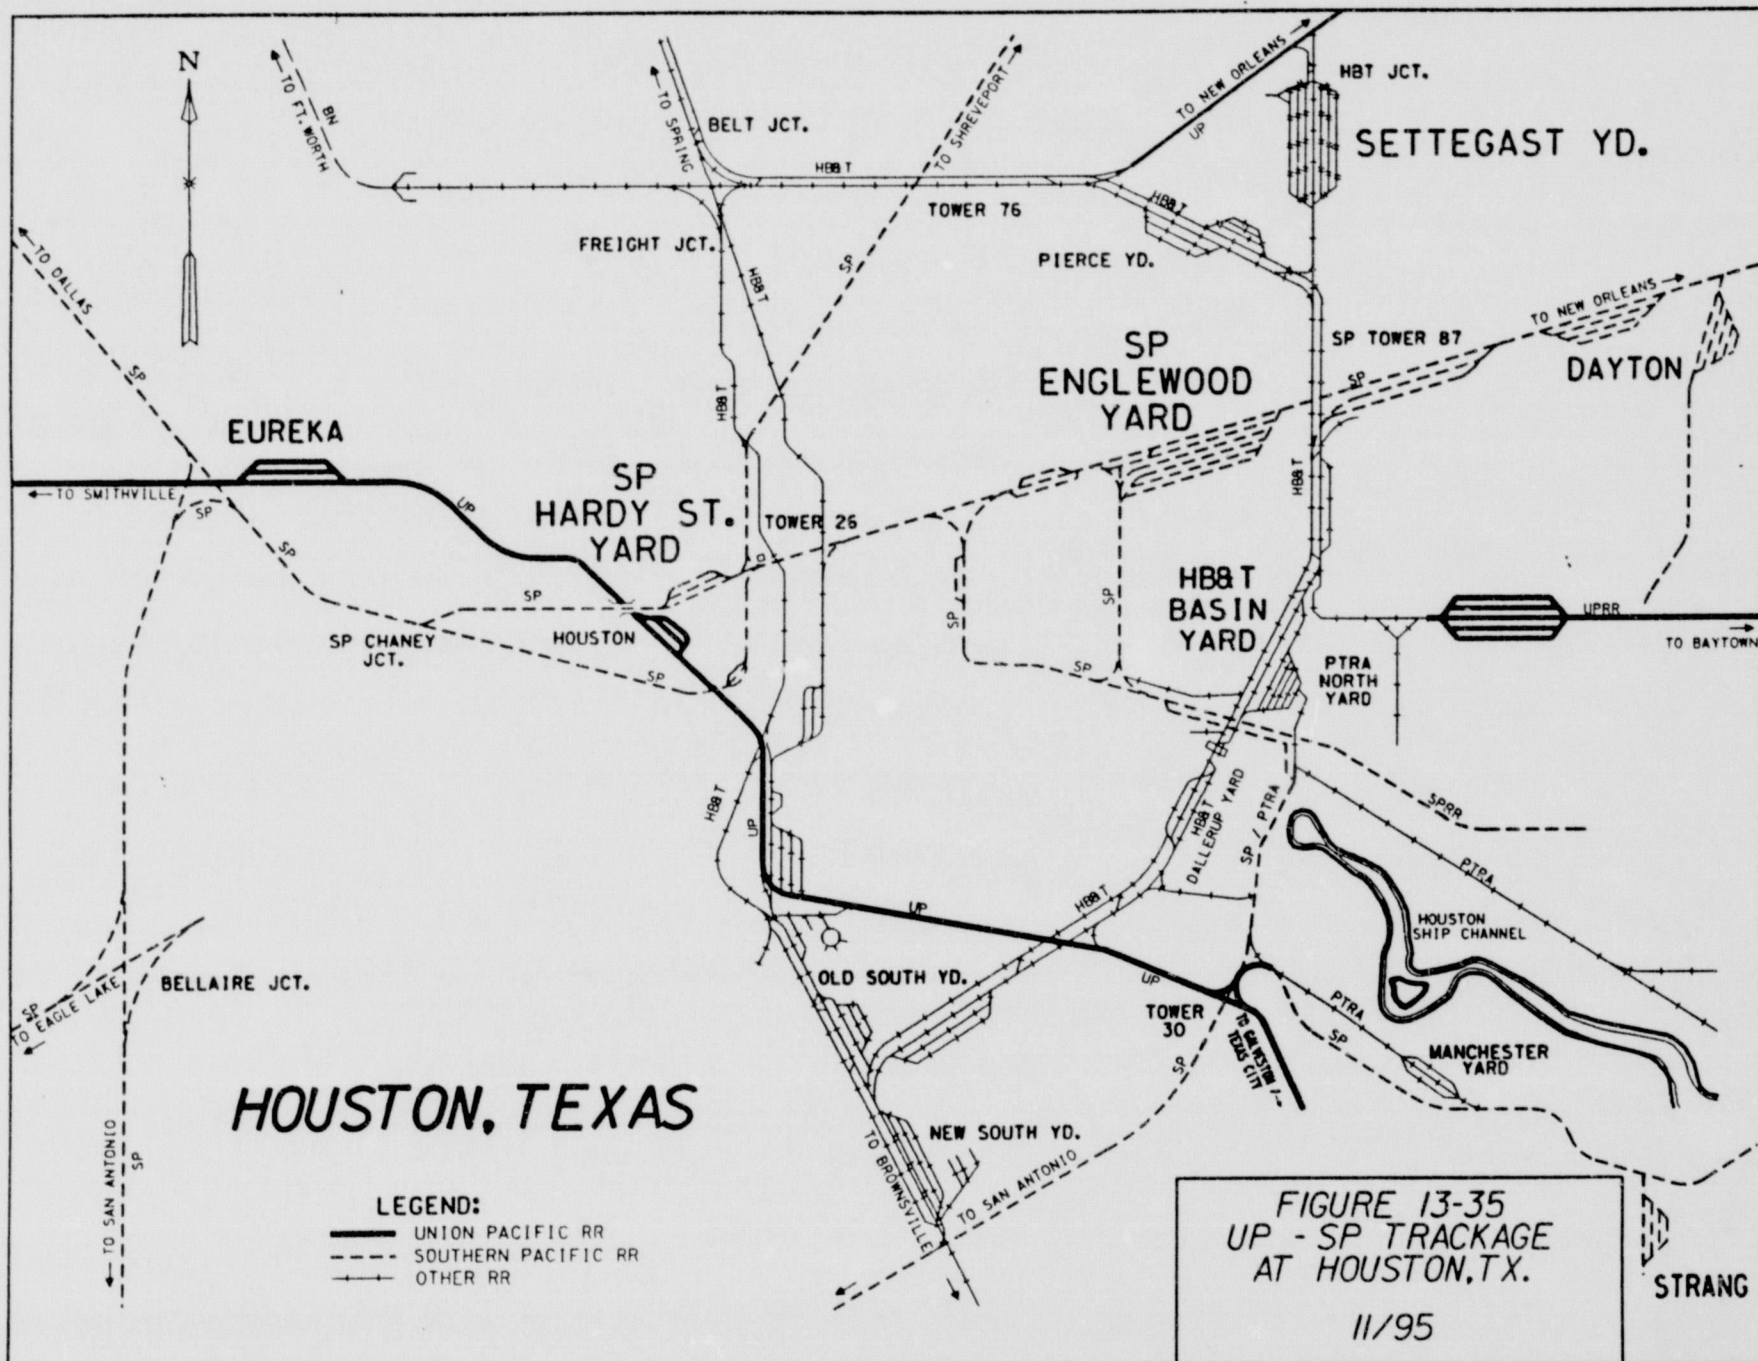 N
TO FT. WORTH
BN
TO SPRING
BELT JCT.
TO SHREVEPORT
TO NEW ORLEANS
UP
HBT JCT.
SETTEGAST YD.
HB&T
TOWER 76
HB&T
FREIGHT JCT.
PIERCE YD.
TO DALLAS
SP
HB&T
SP
SP TOWER 87
TO NEW ORLEANS
DAYTON
SP
ENGLEWOOD
YARD
SP
HB&T
SP
EUREKA
TO SMITHVILLE
UP
SP
SP
HARDY ST.
YARD
TOWER 26
HB&T
SP
SP
SP
SP
HB&T
BASIN
YARD
UPRR
TO BAYTOWN
SP CHANEY
JCT.
HOUSTON
SP
SP
PTRA
NORTH
YARD
HB&T
UP
HB&T
DALLERUP YARD
SP / PTRA
SPRR
PTRA
HOUSTON
SHIP CHANNEL
UP
HB&T
SP
TO EAGLE LAKE
BELLAIRE JCT.
OLD SOUTH YD.
UP
TOWER
30
TO GALVESTON /
TEXAS CITY
PTRA
SP
SP
MANCHESTER
YARD
HOUSTON, TEXAS
NEW SOUTH YD.
TO BROWNSVILLE
TO SAN ANTONIO
TO SAN ANTONIO
SP
LEGEND:
UNION PACIFIC RR
SOUTHERN PACIFIC RR
OTHER RR
FIGURE 13-35
UP - SP TRACKAGE
AT HOUSTON, TX.
11/95
STRANG